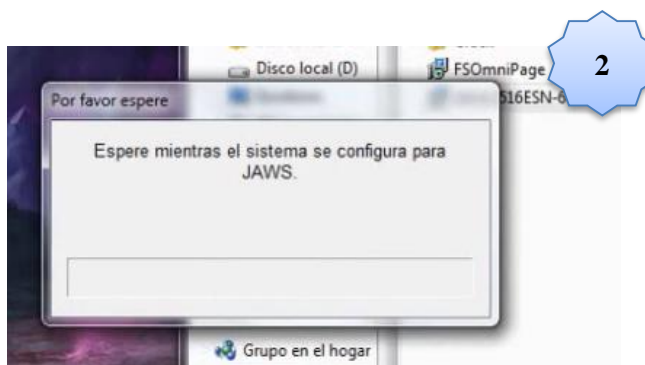 Disco local (D)
FSOmniPage
2
Por favor espere
516ESN-6
Espere mientras el sistema se configura para
JAWS.
Grupo en el hogar